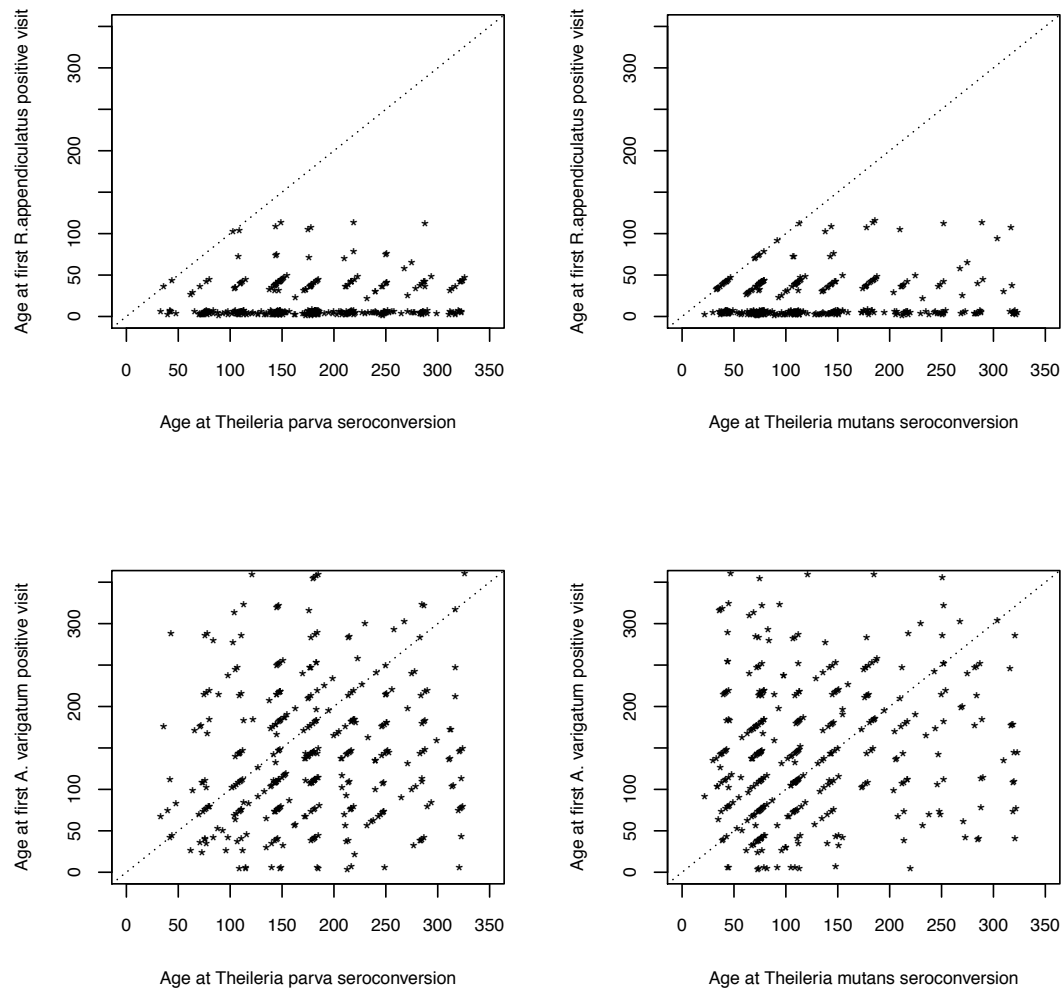 Age at first R.appendiculatus positive visit
300
200
100
50
0
0 50 100 150 200 250 300 350
Age at Theileria parva seroconversion
Age at first R.appendiculatus positive visit
300
200
100
50
0
0 50 100 150 200 250 300 350
Age at Theileria mutans seroconversion
Age at first A. varigatum positive visit
300
200
100
50
0
0 50 100 150 200 250 300 350
Age at Theileria parva seroconversion
Age at first A. varigatum positive visit
300
200
100
50
0
0 50 100 150 200 250 300 350
Age at Theileria mutans seroconversion